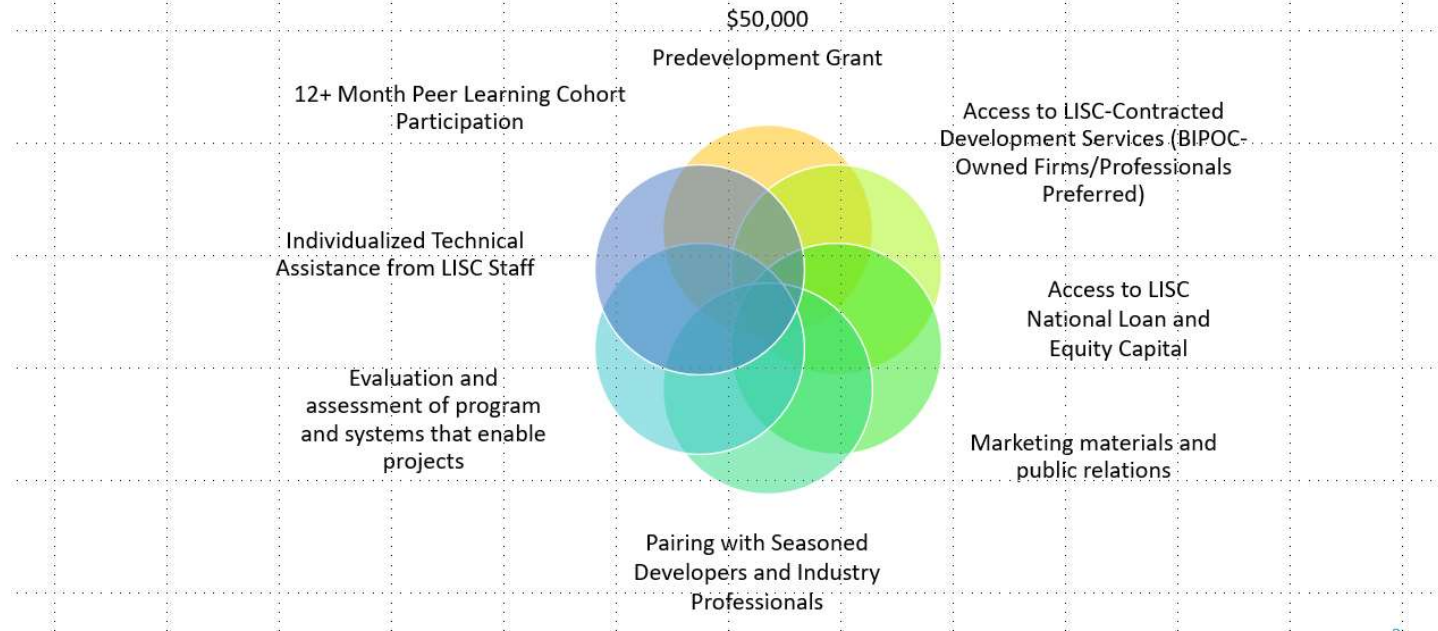 $50,000
Predevelopment Grant
12+ Month Peer Learning Cohort
Participation
Access to LISC-Contracted
Development Services (BIPOC-
Owned Firms/Professionals
Preferred)
Individualized Technical
Assistance from LISC Staff
Access to LISC
National Loan and
Equity Capital
Evaluation and
assessment of program
and systems that enable
projects
Marketing materials and
public relations
Pairing with Seasoned
Developers and Industry
Professionals